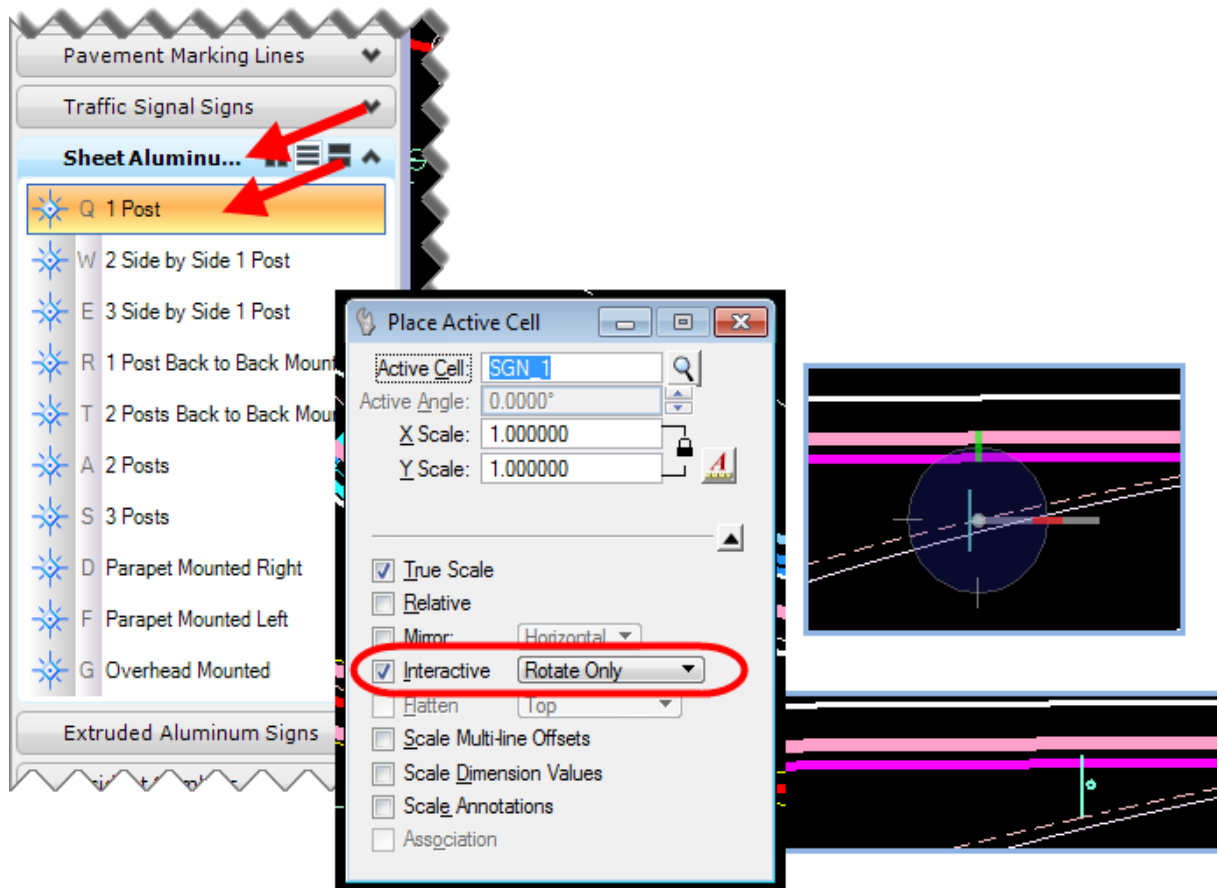 Pavement Marking Lines
Traffic Signal Signs
Sheet Aluminu...
Q 1 Post
W 2 Side by Side 1 Post
E 3 Side by Side 1 Post
R 1 Post Back to Back Mount
T 2 Posts Back to Back Mou
A 2 Posts
S 3 Posts
D Parapet Mounted Right
F Parapet Mounted Left
G Overhead Mounted
Extruded Aluminum Signs
Place Active Cell
Active Cell: SGN_1
Active Angle: 0.0000°
X Scale: 1.000000
Y Scale: 1.000000
A
True Scale
Relative
Mirror: Horizontal
Interactive Rotate Only
Flatten Top
Scale Multi-line Offsets
Scale Dimension Values
Scale Annotations
Association